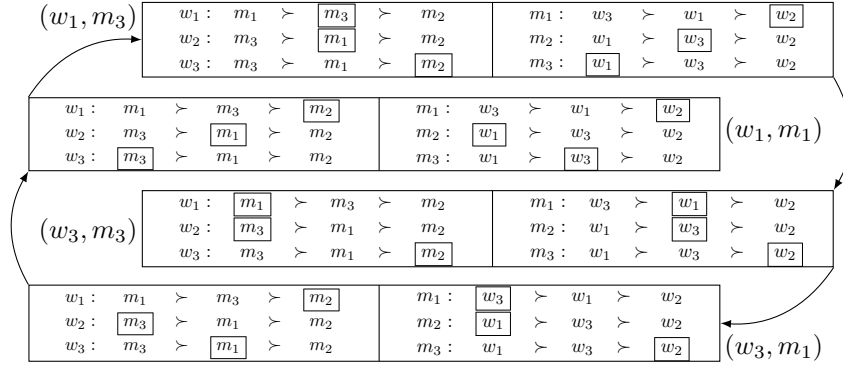 (w₁, m₃)
w₁ : m₁ ≻ m₃ ≻ m₂ m₁ : w₃ ≻ w₁ ≻ w₂
w₂ : m₃ ≻ m₁ ≻ m₂ m₂ : w₁ ≻ w₃ ≻ w₂
w₃ : m₃ ≻ m₁ ≻ m₂ m₃ : w₁ ≻ w₃ ≻ w₂
w₁ : m₁ ≻ m₃ ≻ m₂ m₁ : w₃ ≻ w₁ ≻ w₂
w₂ : m₃ ≻ m₁ ≻ m₂ m₂ : w₁ ≻ w₃ ≻ w₂
w₃ : m₃ ≻ m₁ ≻ m₂ m₃ : w₁ ≻ w₃ ≻ w₂
(w₁, m₁)
(w₃, m₃)
w₁ : m₁ ≻ m₃ ≻ m₂ m₁ : w₃ ≻ w₁ ≻ w₂
w₂ : m₃ ≻ m₁ ≻ m₂ m₂ : w₁ ≻ w₃ ≻ w₂
w₃ : m₃ ≻ m₁ ≻ m₂ m₃ : w₁ ≻ w₃ ≻ w₂
w₁ : m₁ ≻ m₃ ≻ m₂ m₁ : w₃ ≻ w₁ ≻ w₂
w₂ : m₃ ≻ m₁ ≻ m₂ m₂ : w₁ ≻ w₃ ≻ w₂
w₃ : m₃ ≻ m₁ ≻ m₂ m₃ : w₁ ≻ w₃ ≻ w₂
(w₃, m₁)